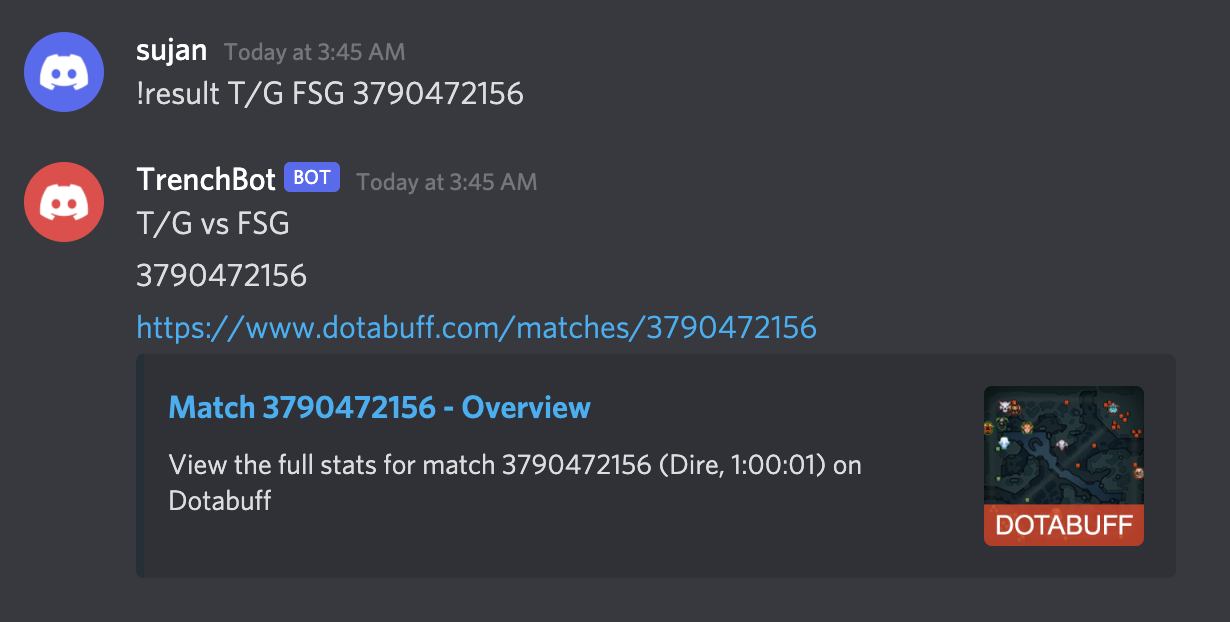 sujan Today at 3:45 AM
!result T/G FSG 3790472156
TrenchBot BOT Today at 3:45 AM
T/G vs FSG
3790472156
https://www.dotabuff.com/matches/3790472156
Match 3790472156 - Overview
View the full stats for match 3790472156 (Dire, 1:00:01) on
Dotabuff
DOTABUFF